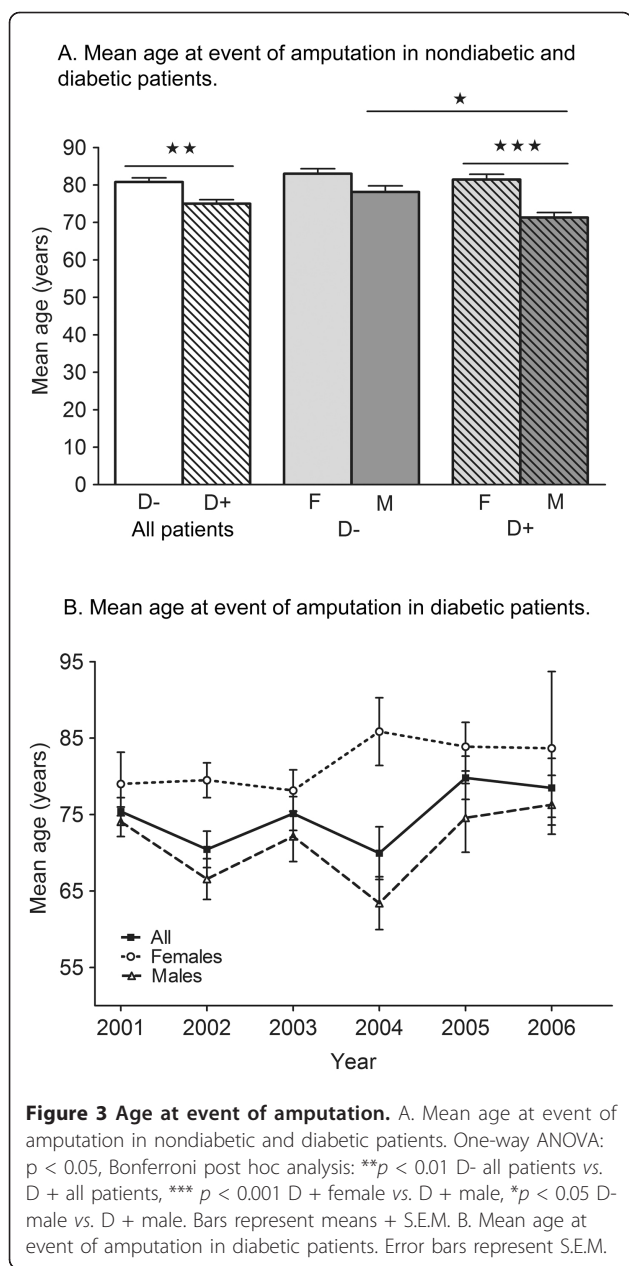 A. Mean age at event of amputation in nondiabetic and
diabetic patients.
★
★★
★★★
Mean age (years)
90
80
70
60
50
40
30
20
10
0
D- D+ F M F M
All patients D- D+
B. Mean age at event of amputation in diabetic patients.
Mean age (years)
95
85
75
65
55
All
Females
Males
2001 2002 2003 2004 2005 2006
Year
Figure 3 Age at event of amputation. A. Mean age at event of
amputation in nondiabetic and diabetic patients. One-way ANOVA:
p < 0.05, Bonferroni post hoc analysis: **p < 0.01 D- all patients vs.
D + all patients, *** p < 0.001 D + female vs. D + male, *p < 0.05 D-
male vs. D + male. Bars represent means + S.E.M. B. Mean age at
event of amputation in diabetic patients. Error bars represent S.E.M.